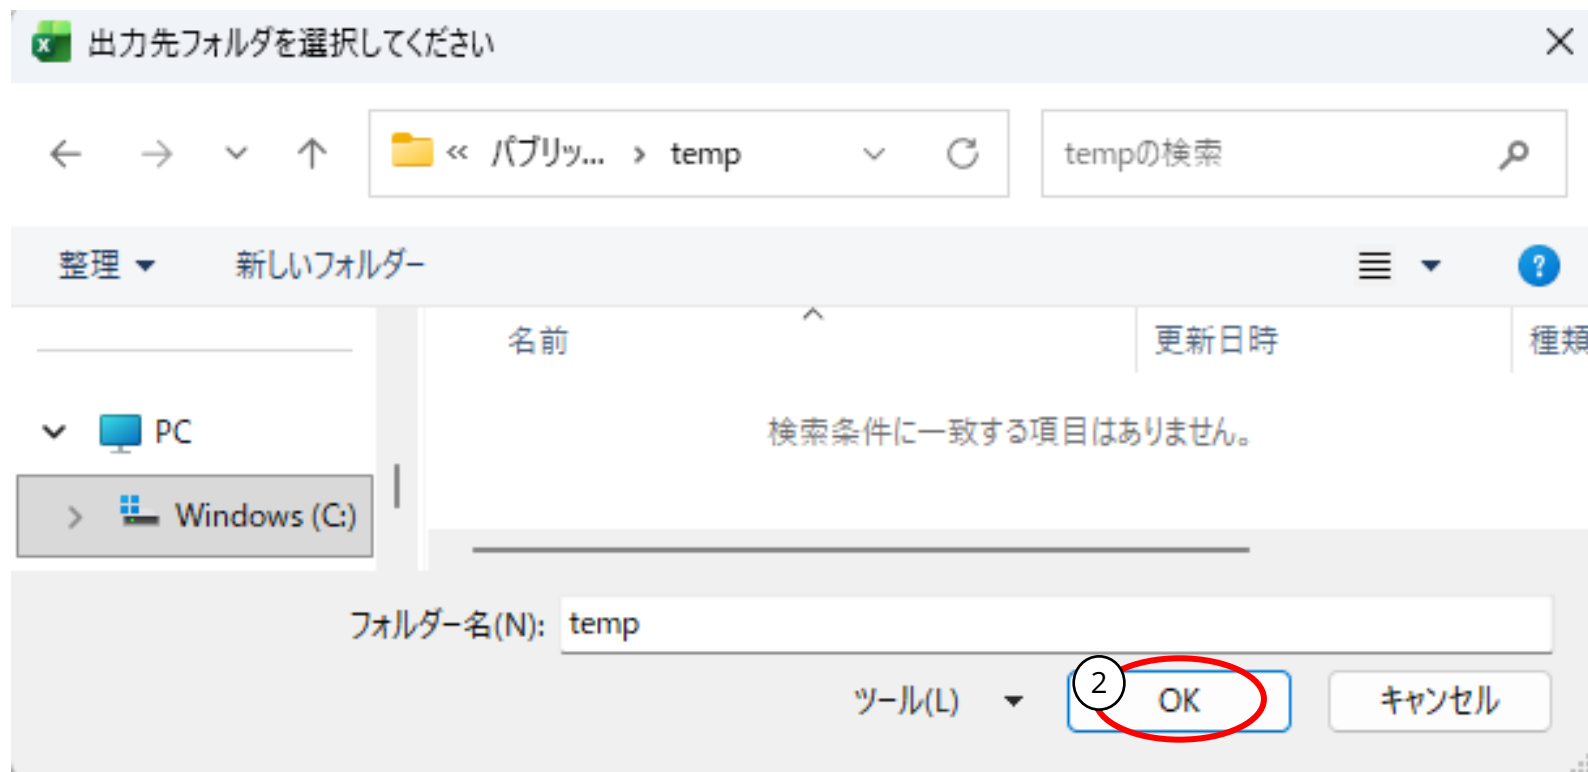 出力先フォルダを選択してください
« パブリッ... › temp
tempの検索
整理 新しいフォルダー
?
名前 更新日時 種類
検索条件に一致する項目はありません。
PC
Windows (C:)
フォルダー名(N): temp
ツール(L) 2 OK キャンセル